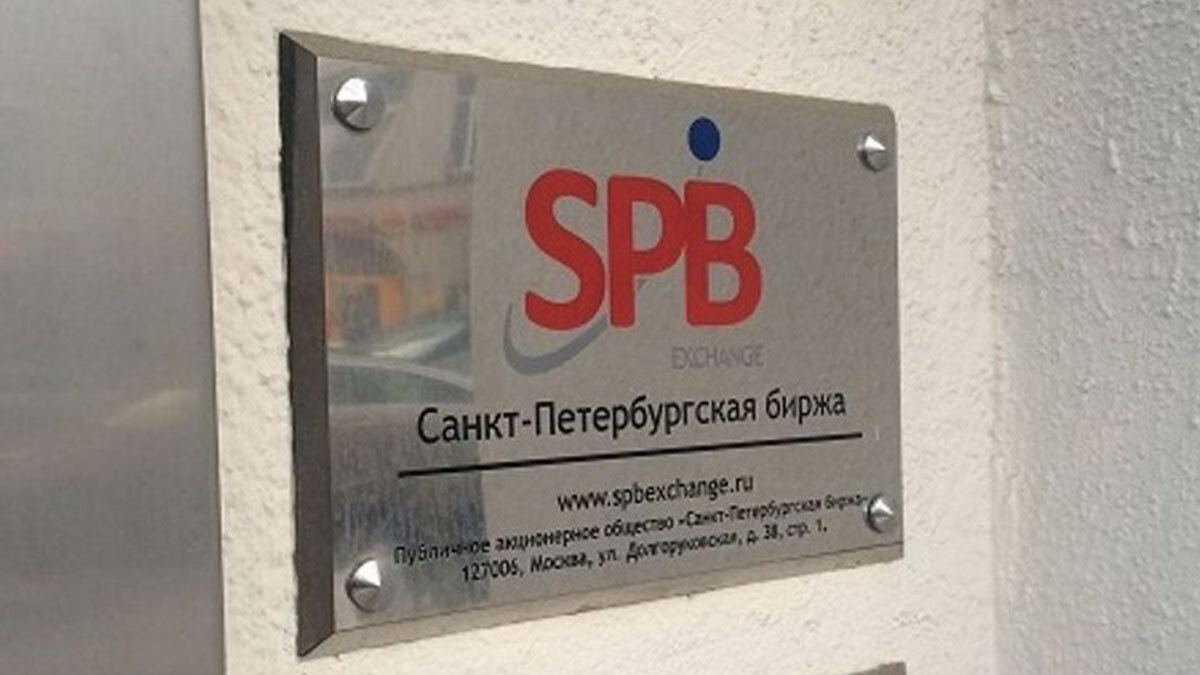 SPB
EXCHANGE
Санкт-Петербургская биржа
www.spbexchange.ru
Публичное акционерное общество «Санкт-Петербургская биржа»
127006, Москва, ул. Долгоруковская, д. 38, стр. 1.